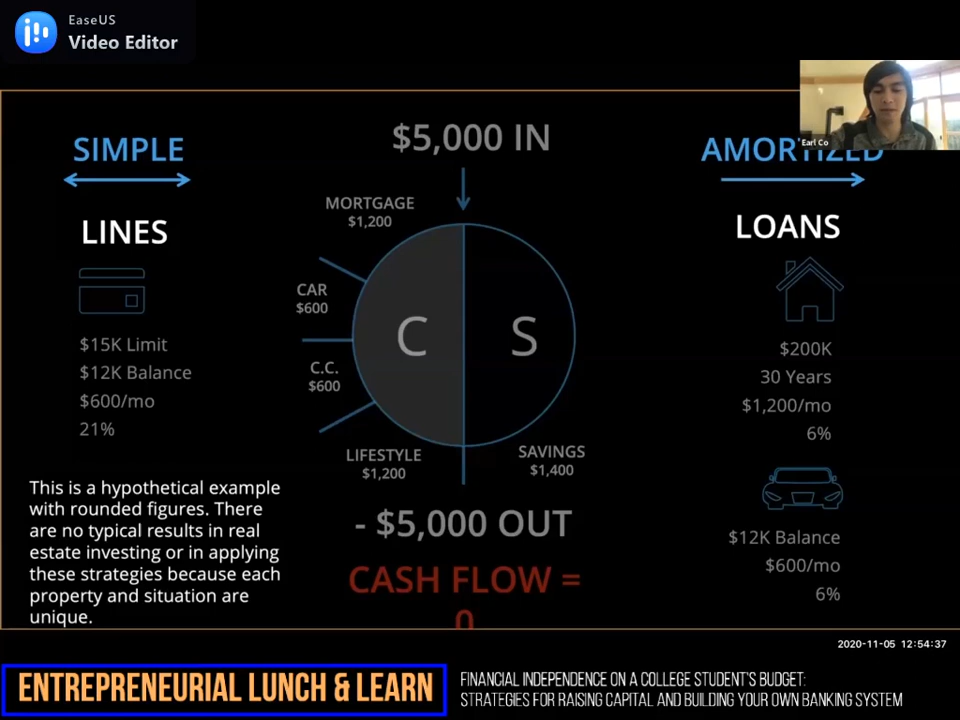 EaseUS
Video Editor
Earl Co
SIMPLE
LINES
$15K Limit
$12K Balance
$600/mo
21%
This is a hypothetical example
with rounded figures. There
are no typical results in real
estate investing or in applying
these strategies because each
property and situation are
unique.
$5,000 IN
MORTGAGE
$1,200
CAR
$600
C.C.
$600
LIFESTYLE
$1,200
C
S
SAVINGS
$1,400
- $5,000 OUT
CASH FLOW =
0
AMORTIZED
LOANS
$200K
30 Years
$1,200/mo
6%
$12K Balance
$600/mo
6%
2020-11-05 12:54:37
ENTREPRENEURIAL LUNCH & LEARN
FINANCIAL INDEPENDENCE ON A COLLEGE STUDENT'S BUDGET:
STRATEGIES FOR RAISING CAPITAL AND BUILDING YOUR OWN BANKING SYSTEM